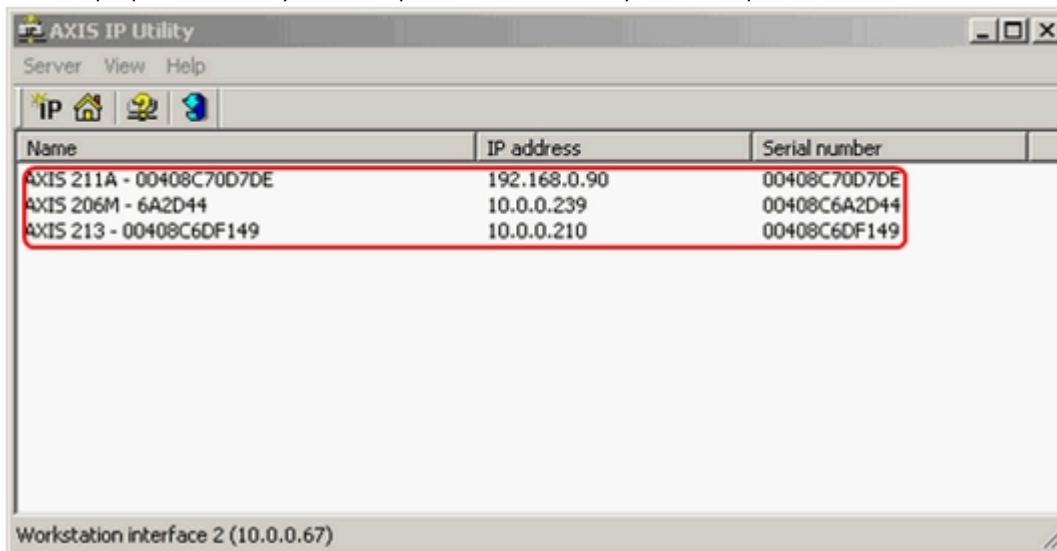 AXIS IP Utility
Server View Help
IP
Name IP address Serial number
AXIS 211A - 00408C70D7DE 192.168.0.90 00408C70D7DE
AXIS 206M - 6A2D44 10.0.0.239 00408C6A2D44
AXIS 213 - 00408C6DF149 10.0.0.210 00408C6DF149
Workstation interface 2 (10.0.0.67)